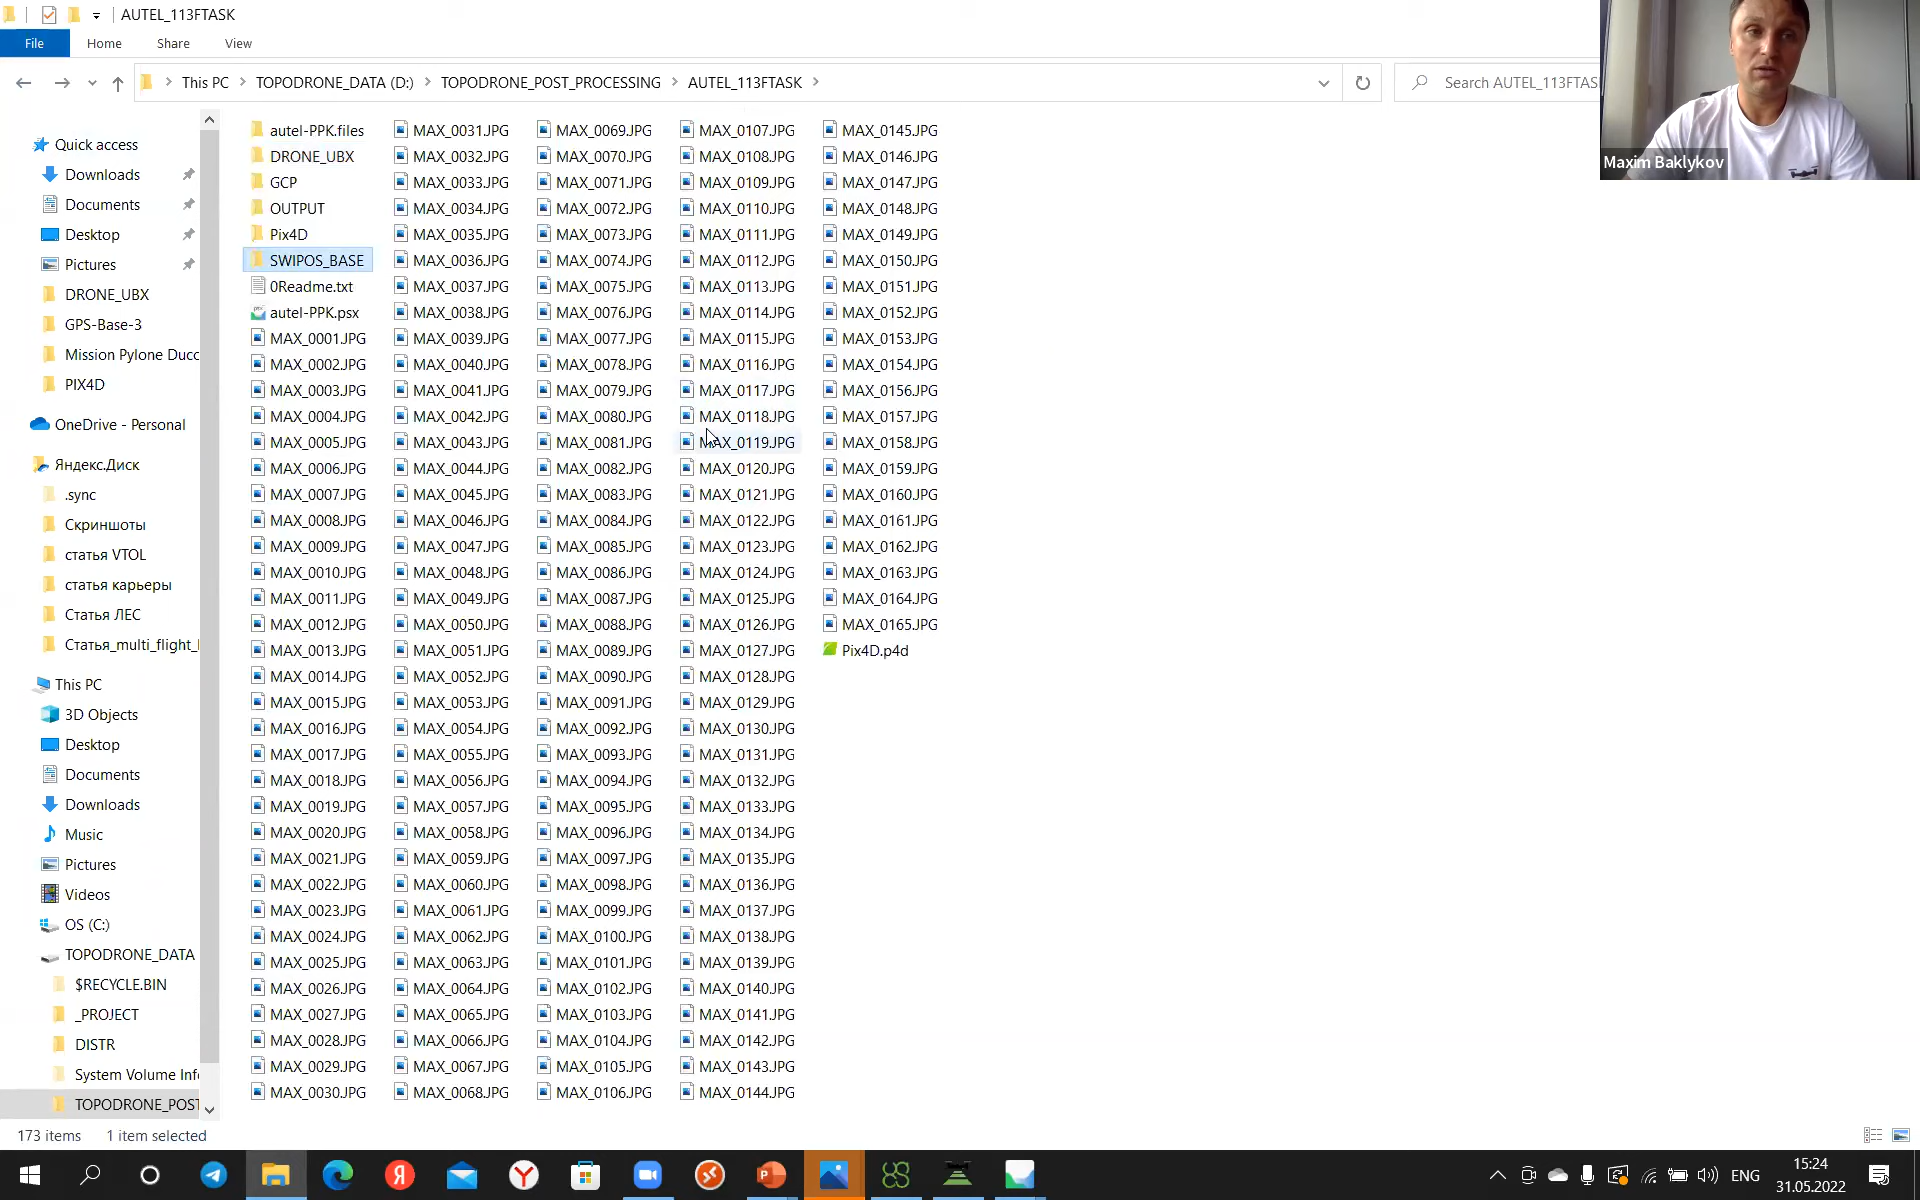 AUTEL_113FTASK
File
Home
Share
View
This PC
TOPODRONE_DATA (D:)
TOPODRONE_POST_PROCESSING
AUTEL_113FTASK
Search AUTEL_113FTAS
Maxim Baklykov
Quick access
Downloads
Documents
Desktop
Pictures
DRONE_UBX
GPS-Base-3
Mission Pylone Ducc
PIX4D
OneDrive - Personal
Яндекс.Диск
.sync
Скриншоты
статья VTOL
статья карьеры
Статья ЛЕС
Статья_multi_flight_l
This PC
3D Objects
Desktop
Documents
Downloads
Music
Pictures
Videos
OS (C:)
TOPODRONE_DATA
$RECYCLE.BIN
_PROJECT
DISTR
System Volume Info
TOPODRONE_POST
autel-PPK.files
DRONE_UBX
GCP
OUTPUT
Pix4D
SWIPOS_BASE
0Readme.txt
autel-PPK.psx
MAX_0001.JPG
MAX_0002.JPG
MAX_0003.JPG
MAX_0004.JPG
MAX_0005.JPG
MAX_0006.JPG
MAX_0007.JPG
MAX_0008.JPG
MAX_0009.JPG
MAX_0010.JPG
MAX_0011.JPG
MAX_0012.JPG
MAX_0013.JPG
MAX_0014.JPG
MAX_0015.JPG
MAX_0016.JPG
MAX_0017.JPG
MAX_0018.JPG
MAX_0019.JPG
MAX_0020.JPG
MAX_0021.JPG
MAX_0022.JPG
MAX_0023.JPG
MAX_0024.JPG
MAX_0025.JPG
MAX_0026.JPG
MAX_0027.JPG
MAX_0028.JPG
MAX_0029.JPG
MAX_0030.JPG
MAX_0031.JPG
MAX_0032.JPG
MAX_0033.JPG
MAX_0034.JPG
MAX_0035.JPG
MAX_0036.JPG
MAX_0037.JPG
MAX_0038.JPG
MAX_0039.JPG
MAX_0040.JPG
MAX_0041.JPG
MAX_0042.JPG
MAX_0043.JPG
MAX_0044.JPG
MAX_0045.JPG
MAX_0046.JPG
MAX_0047.JPG
MAX_0048.JPG
MAX_0049.JPG
MAX_0050.JPG
MAX_0051.JPG
MAX_0052.JPG
MAX_0053.JPG
MAX_0054.JPG
MAX_0055.JPG
MAX_0056.JPG
MAX_0057.JPG
MAX_0058.JPG
MAX_0059.JPG
MAX_0060.JPG
MAX_0061.JPG
MAX_0062.JPG
MAX_0063.JPG
MAX_0064.JPG
MAX_0065.JPG
MAX_0066.JPG
MAX_0067.JPG
MAX_0068.JPG
MAX_0069.JPG
MAX_0070.JPG
MAX_0071.JPG
MAX_0072.JPG
MAX_0073.JPG
MAX_0074.JPG
MAX_0075.JPG
MAX_0076.JPG
MAX_0077.JPG
MAX_0078.JPG
MAX_0079.JPG
MAX_0080.JPG
MAX_0081.JPG
MAX_0082.JPG
MAX_0083.JPG
MAX_0084.JPG
MAX_0085.JPG
MAX_0086.JPG
MAX_0087.JPG
MAX_0088.JPG
MAX_0089.JPG
MAX_0090.JPG
MAX_0091.JPG
MAX_0092.JPG
MAX_0093.JPG
MAX_0094.JPG
MAX_0095.JPG
MAX_0096.JPG
MAX_0097.JPG
MAX_0098.JPG
MAX_0099.JPG
MAX_0100.JPG
MAX_0101.JPG
MAX_0102.JPG
MAX_0103.JPG
MAX_0104.JPG
MAX_0105.JPG
MAX_0106.JPG
MAX_0107.JPG
MAX_0108.JPG
MAX_0109.JPG
MAX_0110.JPG
MAX_0111.JPG
MAX_0112.JPG
MAX_0113.JPG
MAX_0114.JPG
MAX_0115.JPG
MAX_0116.JPG
MAX_0117.JPG
MAX_0118.JPG
MAX_0119.JPG
MAX_0120.JPG
MAX_0121.JPG
MAX_0122.JPG
MAX_0123.JPG
MAX_0124.JPG
MAX_0125.JPG
MAX_0126.JPG
MAX_0127.JPG
MAX_0128.JPG
MAX_0129.JPG
MAX_0130.JPG
MAX_0131.JPG
MAX_0132.JPG
MAX_0133.JPG
MAX_0134.JPG
MAX_0135.JPG
MAX_0136.JPG
MAX_0137.JPG
MAX_0138.JPG
MAX_0139.JPG
MAX_0140.JPG
MAX_0141.JPG
MAX_0142.JPG
MAX_0143.JPG
MAX_0144.JPG
MAX_0145.JPG
MAX_0146.JPG
MAX_0147.JPG
MAX_0148.JPG
MAX_0149.JPG
MAX_0150.JPG
MAX_0151.JPG
MAX_0152.JPG
MAX_0153.JPG
MAX_0154.JPG
MAX_0156.JPG
MAX_0157.JPG
MAX_0158.JPG
MAX_0159.JPG
MAX_0160.JPG
MAX_0161.JPG
MAX_0162.JPG
MAX_0163.JPG
MAX_0164.JPG
MAX_0165.JPG
Pix4D.p4d
173 items
1 item selected
ENG
15:24
31.05.2022